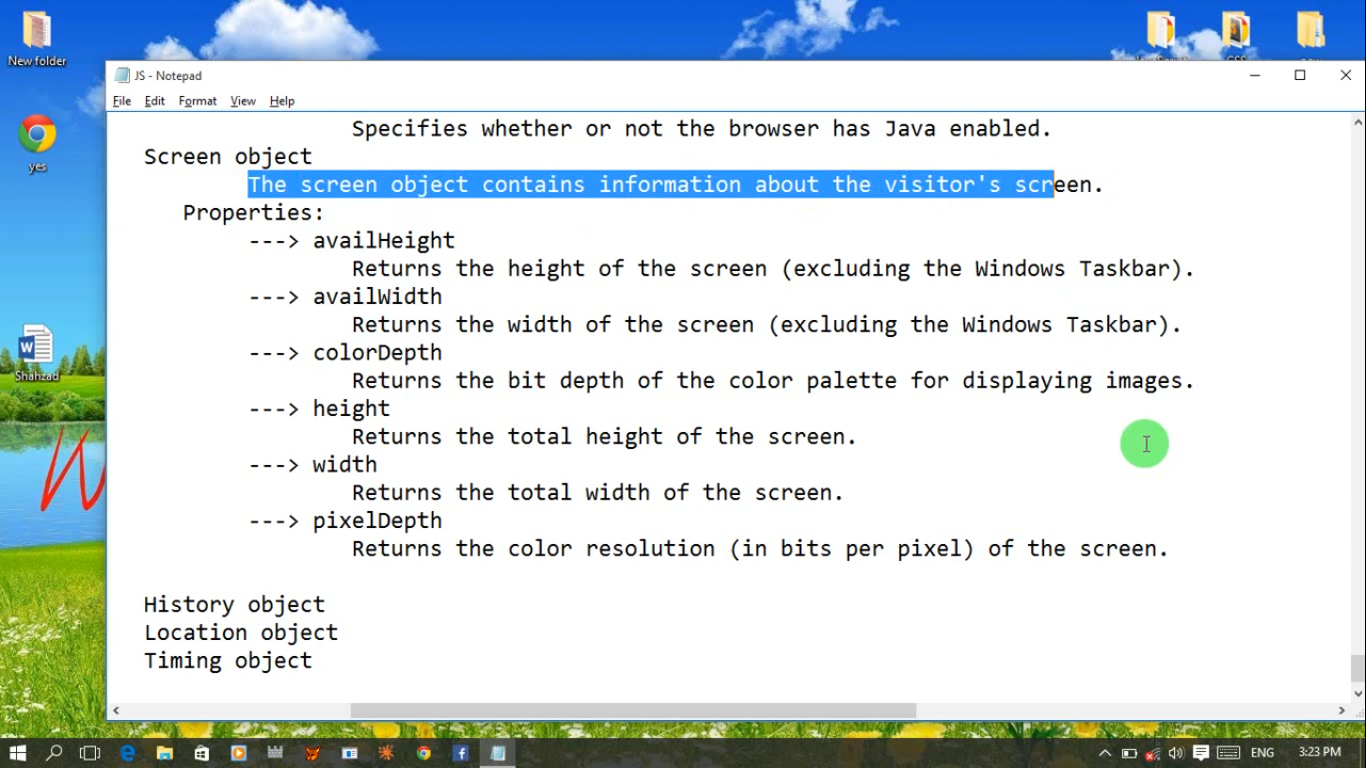 New folder
yes
Shahzad
W
JS - Notepad
File Edit Format View Help
Specifies whether or not the browser has Java enabled.
Screen object
The screen object contains information about the visitor's screen.
Properties:
---> availHeight
Returns the height of the screen (excluding the Windows Taskbar).
---> availWidth
Returns the width of the screen (excluding the Windows Taskbar).
---> colorDepth
Returns the bit depth of the color palette for displaying images.
---> height
Returns the total height of the screen.
---> width
Returns the total width of the screen.
---> pixelDepth
Returns the color resolution (in bits per pixel) of the screen.
History object
Location object
Timing object
ENG 3:23 PM